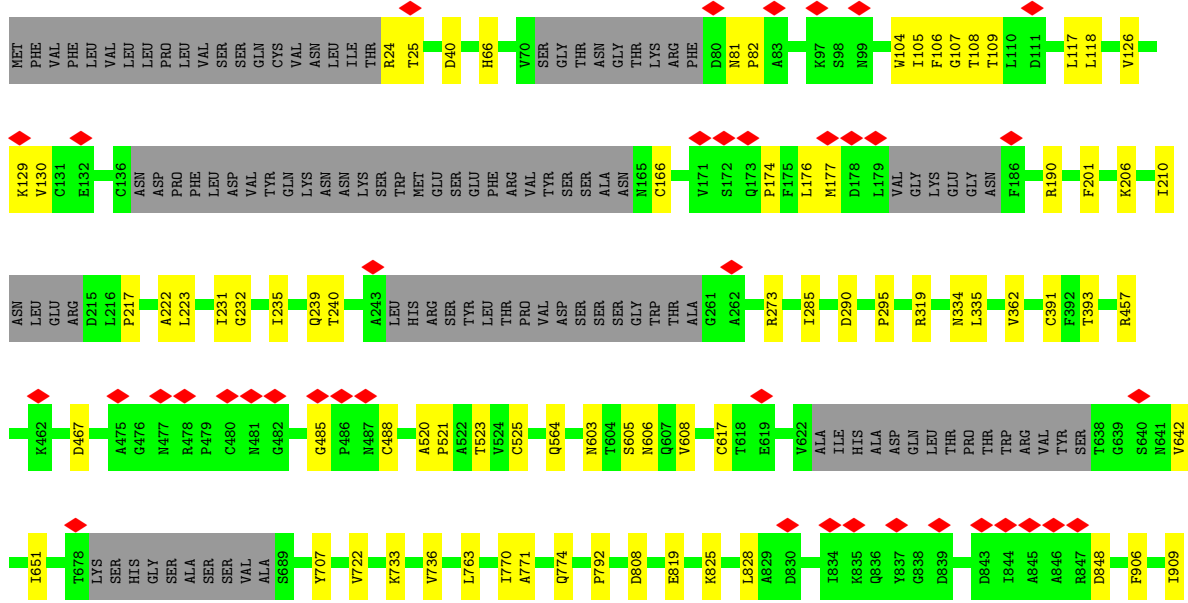 MET PHE VAL PHE LEU VAL LEU LEU PRO LEU VAL SER SER GLN CYS VAL ASN LEU ILE THR R24 T25 D40 H66 V70 SER GLY THR ASN GLY THR LYS ARG PHE D80 N81 P82 A83 K97 S98 N99 W104 I105 F106 G107 T108 T109 L110 D111 L117 L118 V126
K129 V130 C131 E132 C136 ASN ASP PRO PHE LEU ASP VAL TYR GLN LYS ASN ASN LYS SER TRP MET GLU SER GLU PHE ARG VAL TYR SER SER ALA ASN N165 C166 V171 S172 Q173 P174 F175 L176 M177 D178 L179 VAL GLY LYS GLU GLY ASN F186 R190 F201 K206 I210
ASN LEU GLU ARG D215 L216 P217 A222 L223 I231 G232 I235 Q239 T240 A243 LEU HIS ARG SER TYR LEU THR PRO VAL ASP SER SER SER GLY TRP THR ALA G261 A262 R273 I285 D290 P295 R319 N334 L335 V362 C391 F392 T393 R457
K462 D467 A475 G476 N477 R478 P479 C480 N481 G482 G485 P486 N487 C488 A520 P521 A522 T523 V524 C525 Q564 N603 T604 S605 N606 Q607 V608 C617 T618 E619 V622 ALA ILE HIS ALA ASP GLN LEU THR PRO THR TRP ARG VAL TYR SER T638 G639 S640 N641 V642
I651 T678 LYS SER HIS GLY SER ALA SER SER VAL ALA S689 Y707 V722 K733 V736 L763 I770 A771 Q774 P792 D808 E819 K825 L828 A829 D830 I834 K835 Q836 Y837 G838 D839 D843 I844 A845 A846 R847 D848 F906 I909